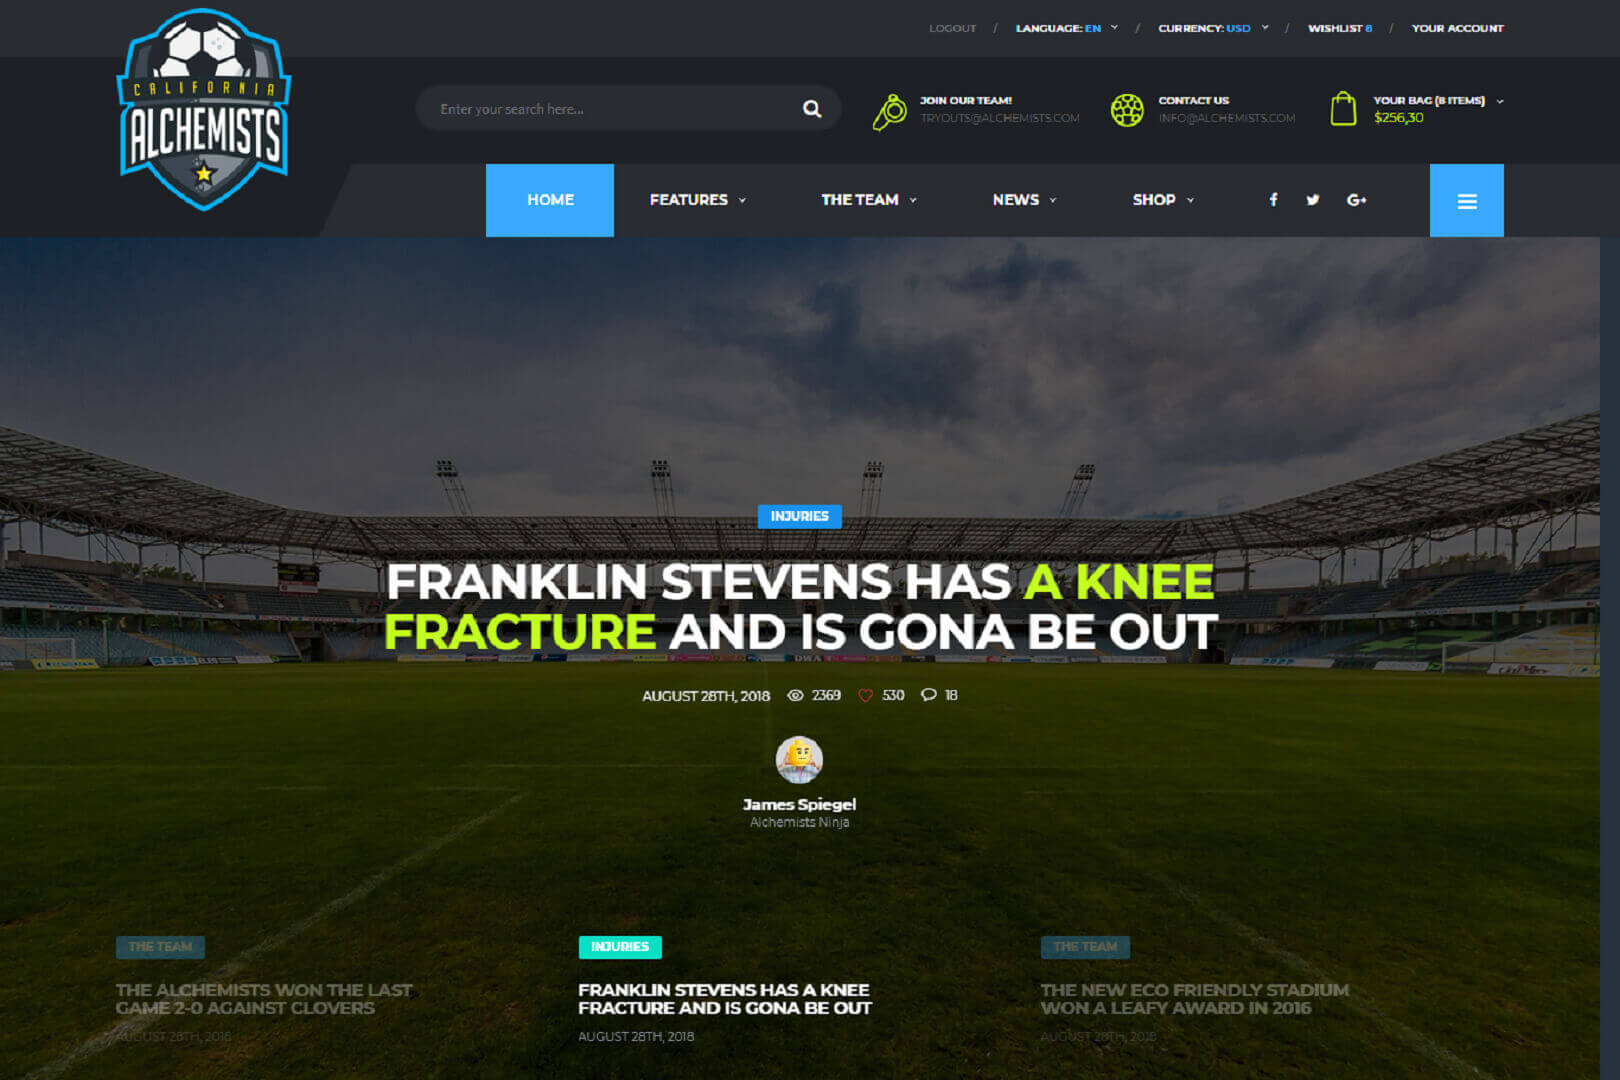 LOGOUT / LANGUAGE: EN / CURRENCY: USD / WISHLIST 8 / YOUR ACCOUNT
CALIFORNIA
ALCHEMISTS
Enter your search here...
JOIN OUR TEAM!
TRYOUTS@ALCHEMISTS.COM
CONTACT US
INFO@ALCHEMISTS.COM
YOUR BAG (8 ITEMS)
$256,30
HOME FEATURES THE TEAM NEWS SHOP
INJURIES
FRANKLIN STEVENS HAS A KNEE
FRACTURE AND IS GONA BE OUT
AUGUST 28TH, 2018 2369 530 18
James Spiegel
Alchemists Ninja
THE TEAM
THE ALCHEMISTS WON THE LAST
GAME 2-0 AGAINST CLOVERS
AUGUST 28TH, 2018
INJURIES
FRANKLIN STEVENS HAS A KNEE
FRACTURE AND IS GONA BE OUT
AUGUST 28TH, 2018
THE TEAM
THE NEW ECO FRIENDLY STADIUM
WON A LEAFY AWARD IN 2016
AUGUST 28TH, 2018